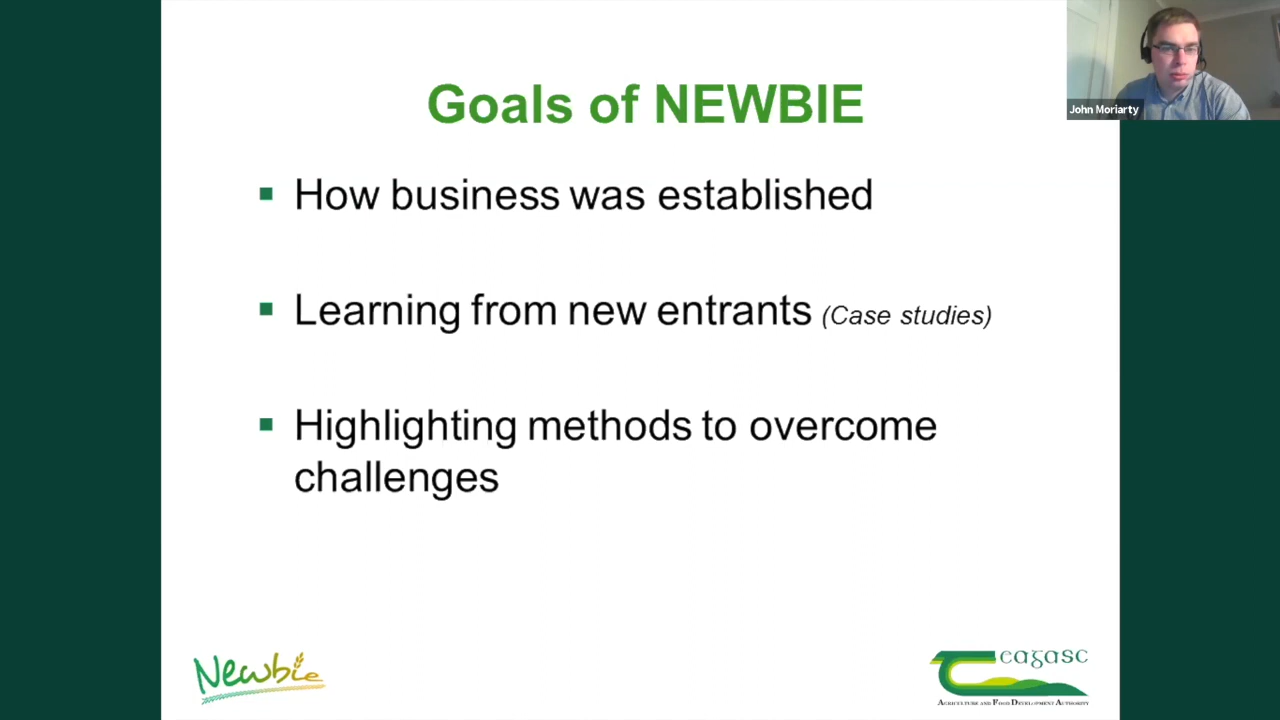 Goals of NEWBIE
John Moriarty
▪ How business was established
▪ Learning from new entrants (Case studies)
▪ Highlighting methods to overcome
challenges
Newbie
Teagasc
AGRICULTURE AND FOOD DEVELOPMENT AUTHORITY